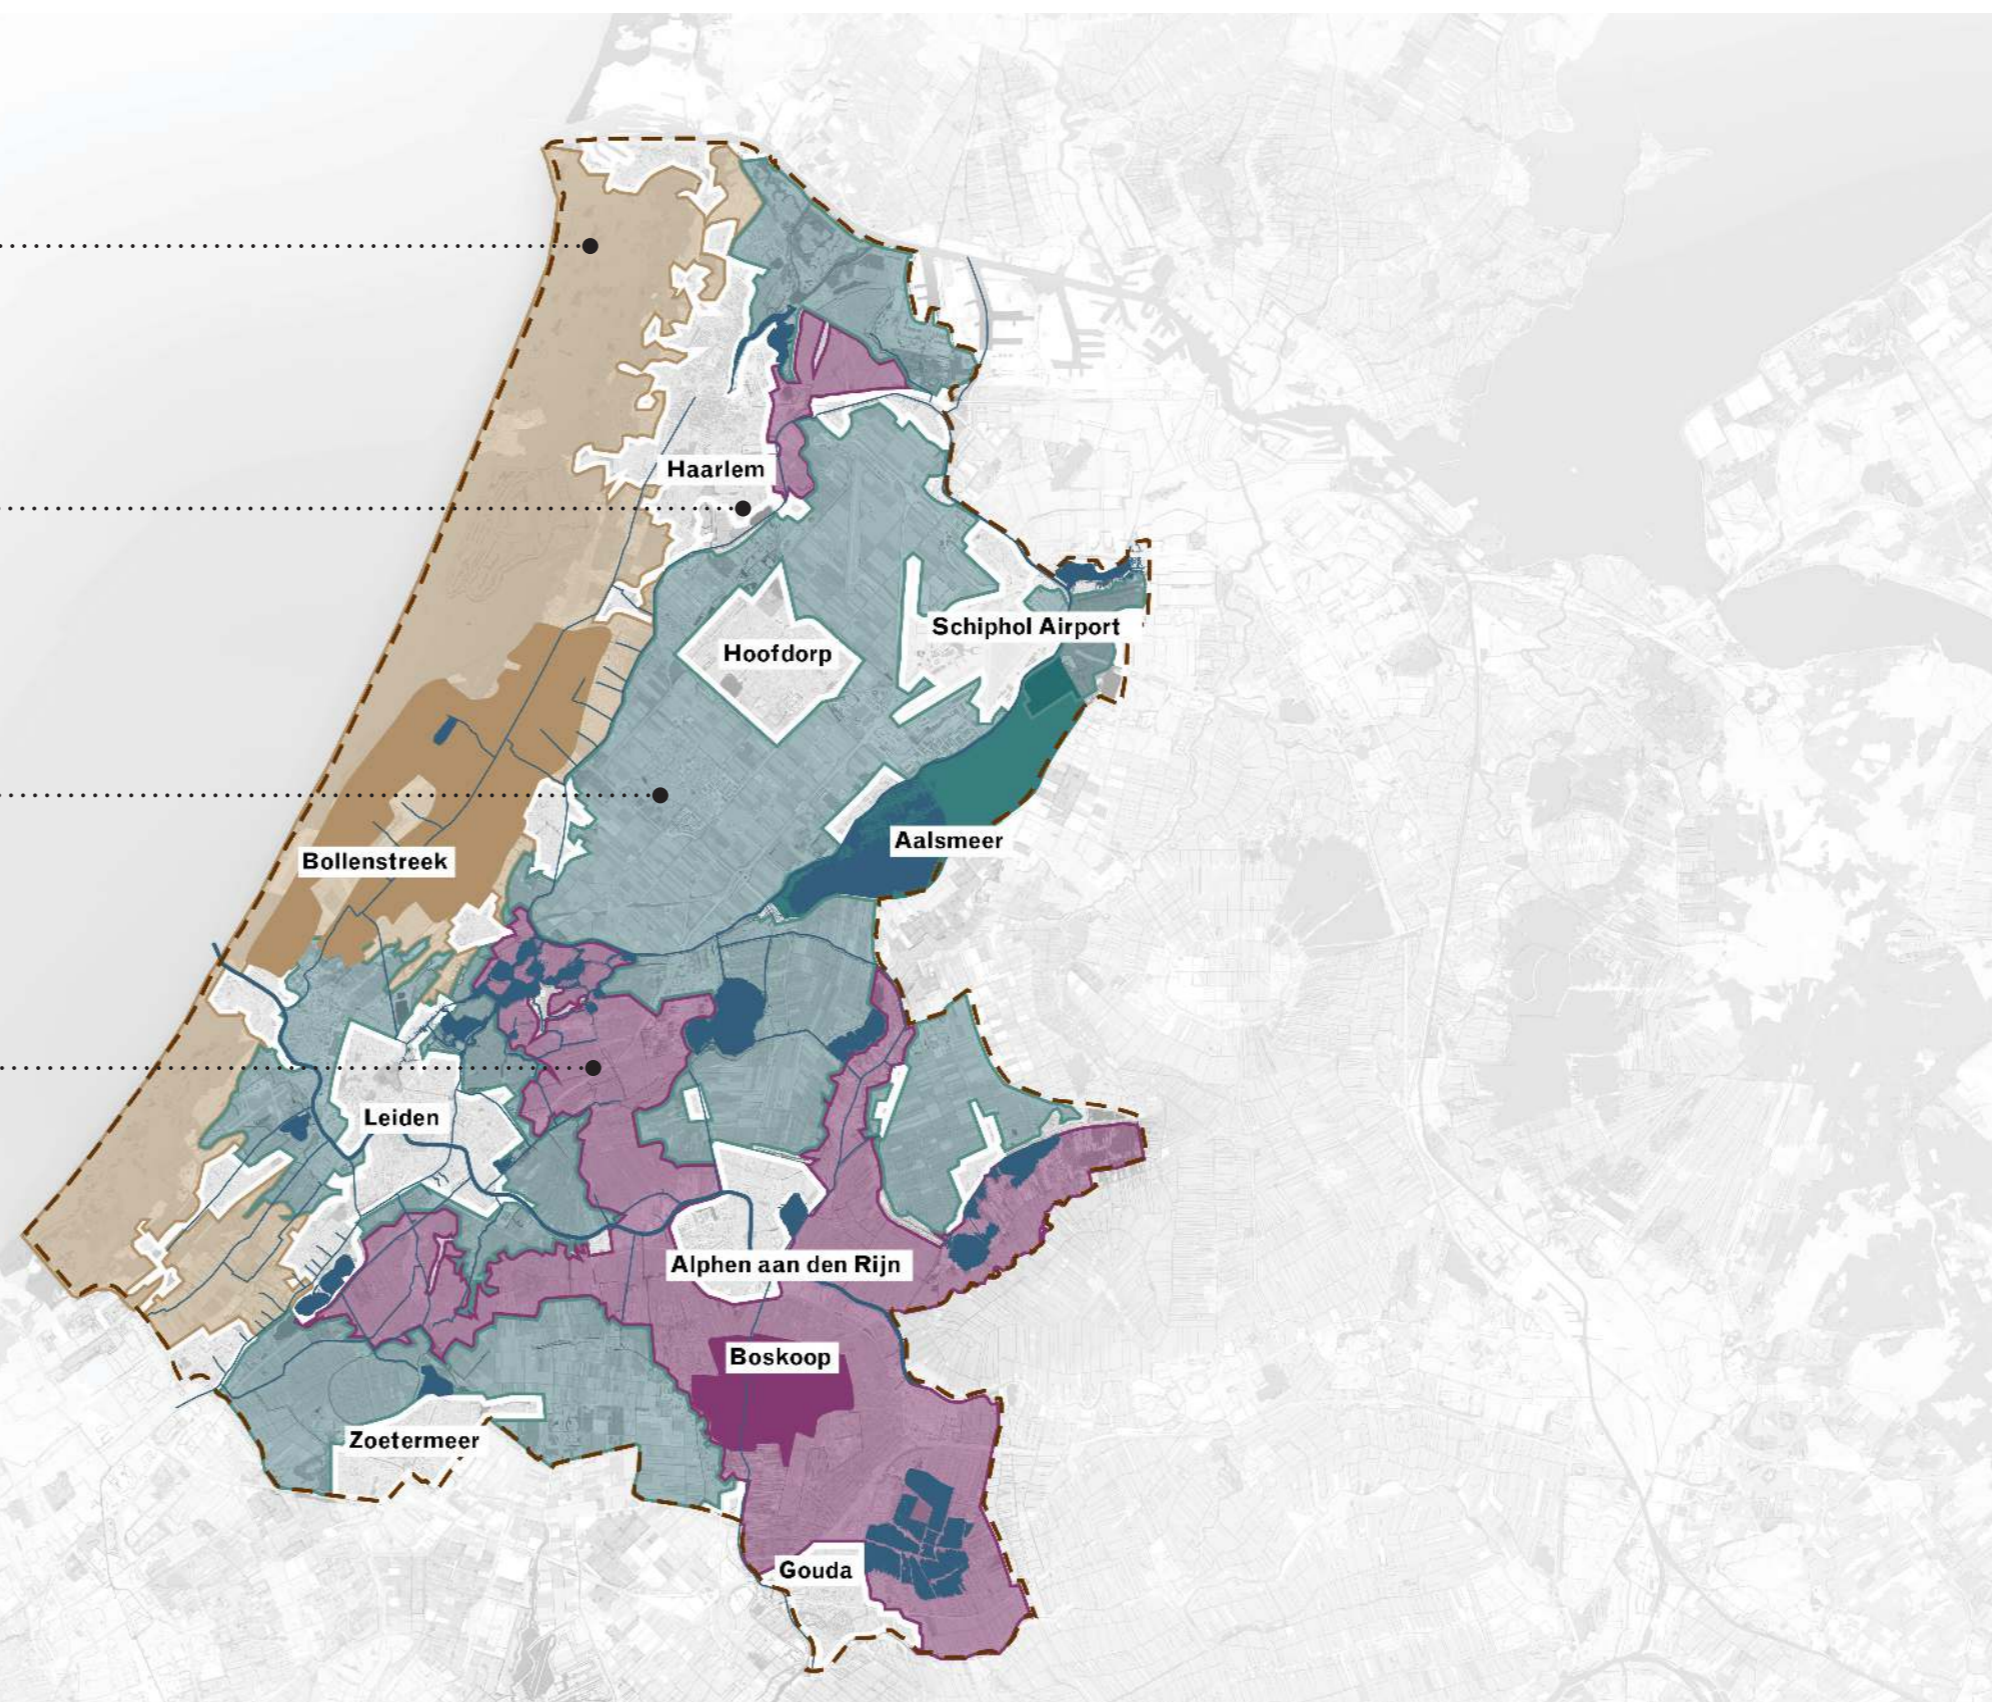 Haarlem
Schiphol Airport
Hoofdorp
Aalsmeer
Bollenstreek
Leiden
Alphen aan den Rijn
Boskoop
Zoetermeer
Gouda